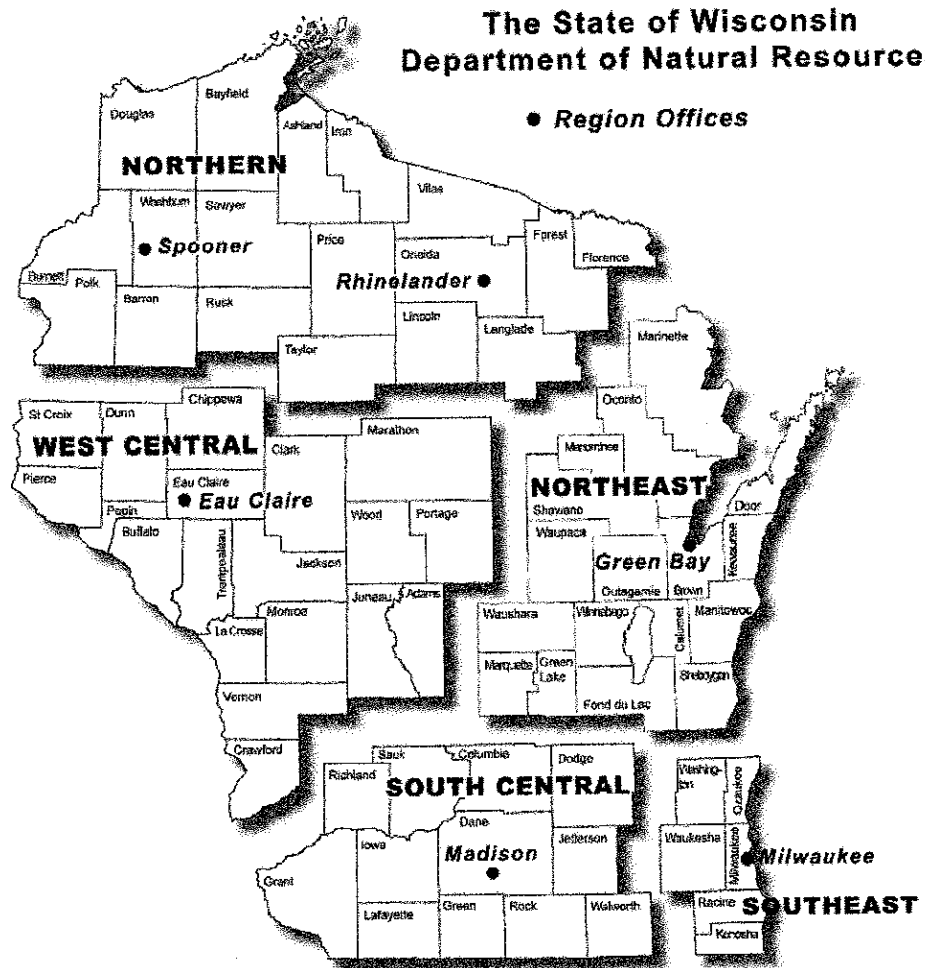 The State of Wisconsin
Department of Natural Resource
Region Offices
Bayfield
Douglas
Ashland
Iron
NORTHERN
Vilas
Washburn
Sawyer
Spooner
Price
Oneida
Forest
Florence
Burnett
Polk
Rhinelander
Barron
Rusk
Lincoln
Langlade
Taylor
Marinette
Chippewa
Oconto
St Croix
Dunn
Marathon
WEST CENTRAL
Clark
Menominee
Pierce
Eau Claire
Eau Claire
NORTHEAST
Pepin
Wood
Portage
Shawano
Door
Buffalo
Waupaca
Kewaunee
Trempealeau
Jackson
Green Bay
Outagamie
Brown
Juneau
Adams
Monroe
Waushara
Winnebago
Calumet
Manitowoc
La Crosse
Marquette
Green
Lake
Sheboygan
Vernon
Fond du Lac
Crawford
Sauk
Columbia
Dodge
Richland
SOUTH CENTRAL
Washing-
ton
Ozaukee
Dane
Iowa
Jefferson
Waukesha
Milwaukee
Madison
Milwaukee
Grant
Lafayette
Green
Rock
Walworth
Racine
SOUTHEAST
Kenosha